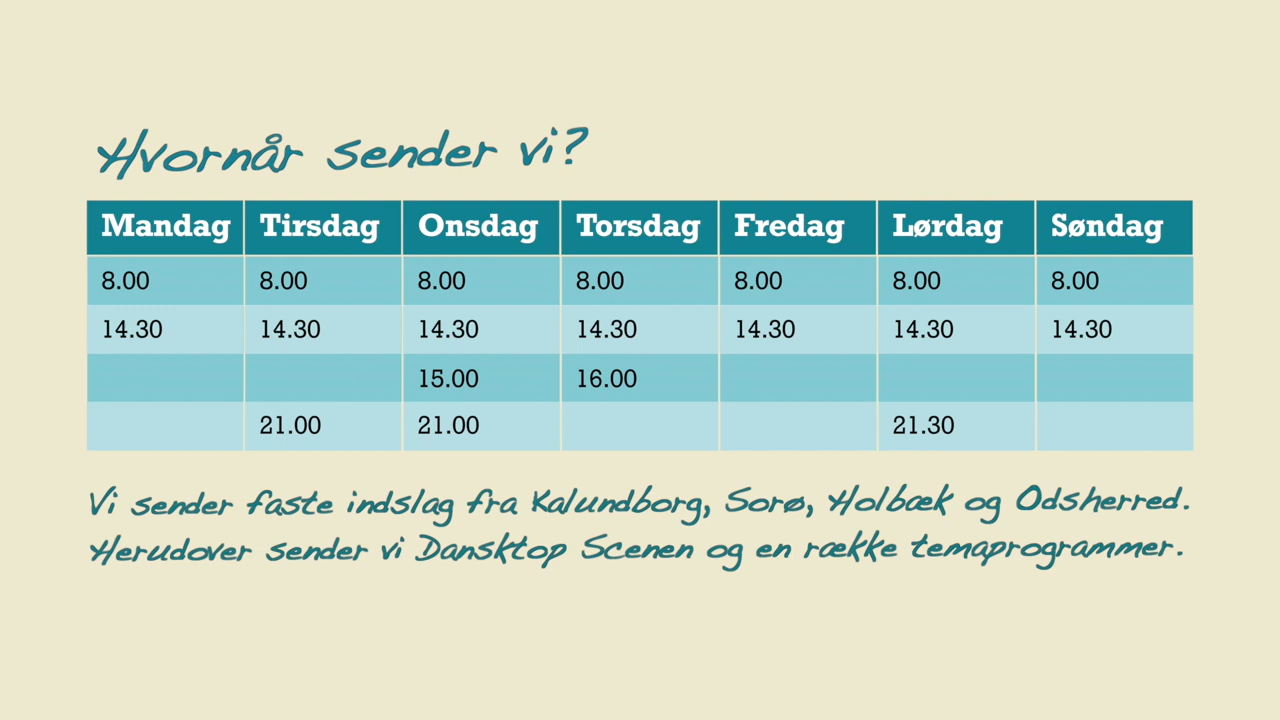 Hvornår sender vi?
Mandag Tirsdag Onsdag Torsdag Fredag Lørdag Søndag
8.00 8.00 8.00 8.00 8.00 8.00 8.00
14.30 14.30 14.30 14.30 14.30 14.30 14.30
15.00 16.00
21.00 21.00 21.30
Vi sender faste indslag fra Kalundborg, Sorø, Holbæk og Odsherred.
Herudover sender vi Dansktop Scenen og en række temaprogrammer.